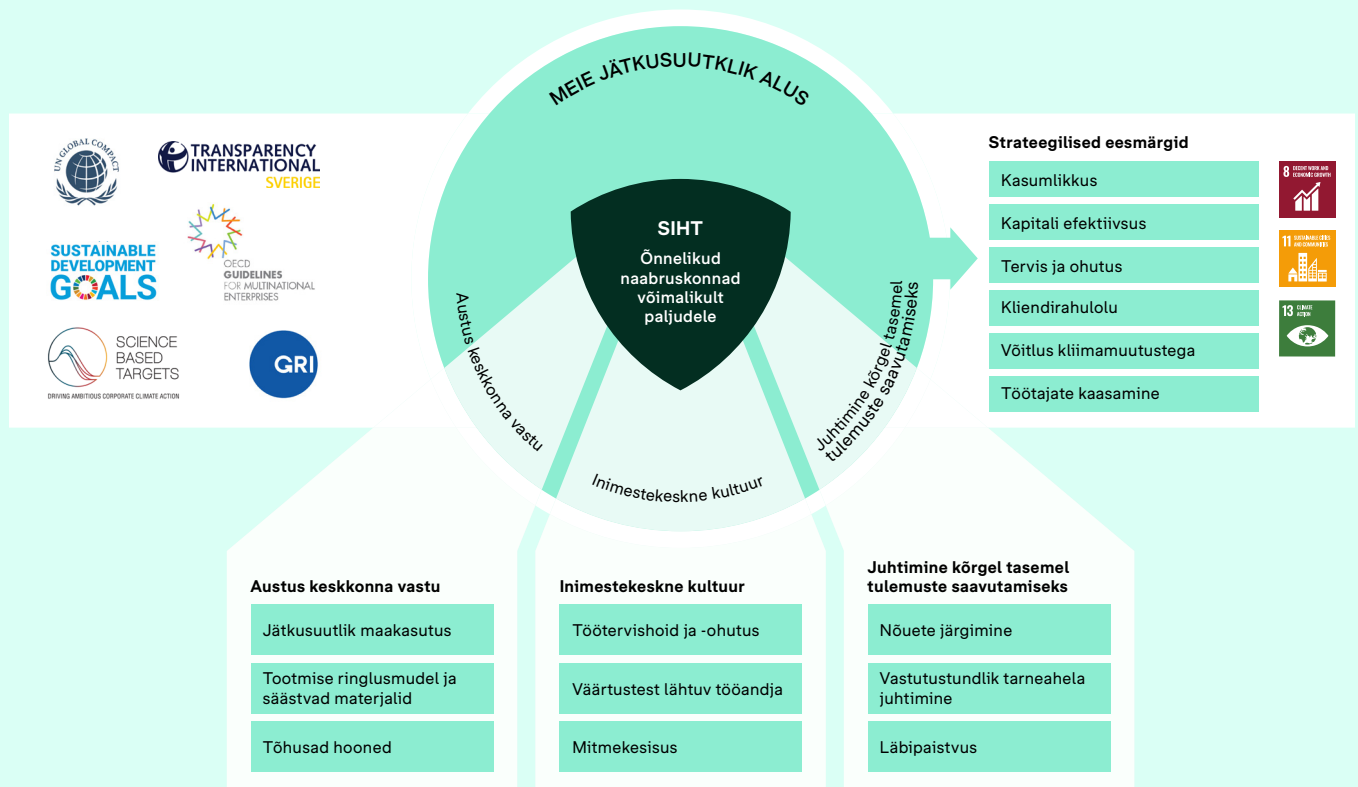 MEIE JÄTKUSUUTKLIK ALUS
UN GLOBAL COMPACT
TRANSPARENCY
INTERNATIONAL
SVERIGE
SUSTAINABLE
DEVELOPMENT
GOALS
OECD
GUIDELINES
FOR MULTINATIONAL
ENTERPRISES
SCIENCE
BASED
TARGETS
DRIVING AMBITIOUS CORPORATE CLIMATE ACTION
GRI
SIHT
Õnnelikud
naabruskonnad
võimalikult
paljudele
Austus keskkonna vastu
Inimestekeskne kultuur
Juhtimine kõrgel tasemel
tulemuste saavutamiseks
Strateegilised eesmärgid
Kasumlikkus
Kapitali efektiivsus
Tervis ja ohutus
Kliendirahulolu
Võitlus kliimamuutustega
Töötajate kaasamine
8 DECENT WORK AND
ECONOMIC GROWTH
11 SUSTAINABLE CITIES
AND COMMUNITIES
13 CLIMATE
ACTION
Austus keskkonna vastu
Jätkusuutlik maakasutus
Tootmise ringlusmudel ja
säästvad materjalid
Tõhusad hooned
Inimestekeskne kultuur
Töötervishoid ja -ohutus
Väärtustest lähtuv tööandja
Mitmekesisus
Juhtimine kõrgel tasemel
tulemuste saavutamiseks
Nõuete järgimine
Vastutustundlik tarneahela
juhtimine
Läbipaistvus